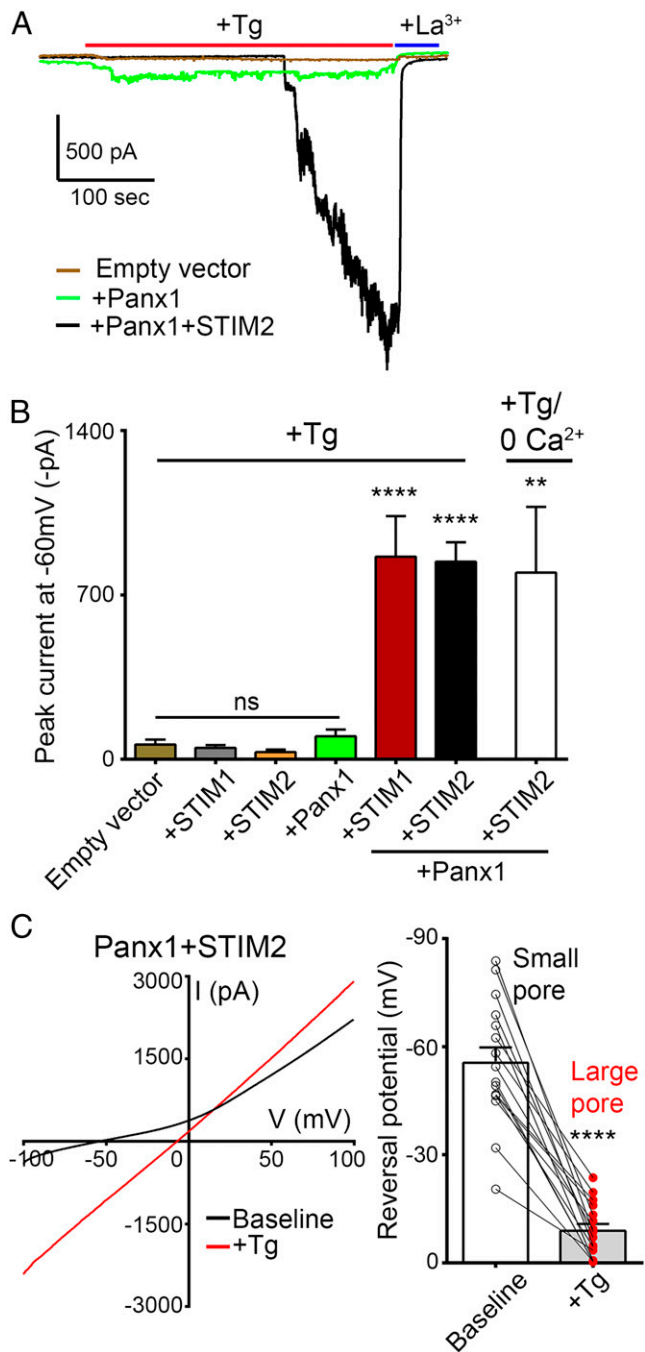 A
+Tg
+La³⁺
500 pA
100 sec
Empty vector
+Panx1
+Panx1+STIM2
B
+Tg/
0 Ca²⁺
+Tg
**
****
****
1400
700
0
Peak current at -60mV (-pA)
ns
Empty vector
+STIM1
+STIM2
+Panx1
+STIM1
+STIM2
+STIM2
+Panx1
C
Panx1+STIM2
3000
I (pA)
1500
V (mV)
-100
-50
0
50
100
-1500
-3000
Baseline
+Tg
-90
-60
-30
0
Reversal potential (mV)
Small
pore
Large
pore
****
Baseline
+Tg